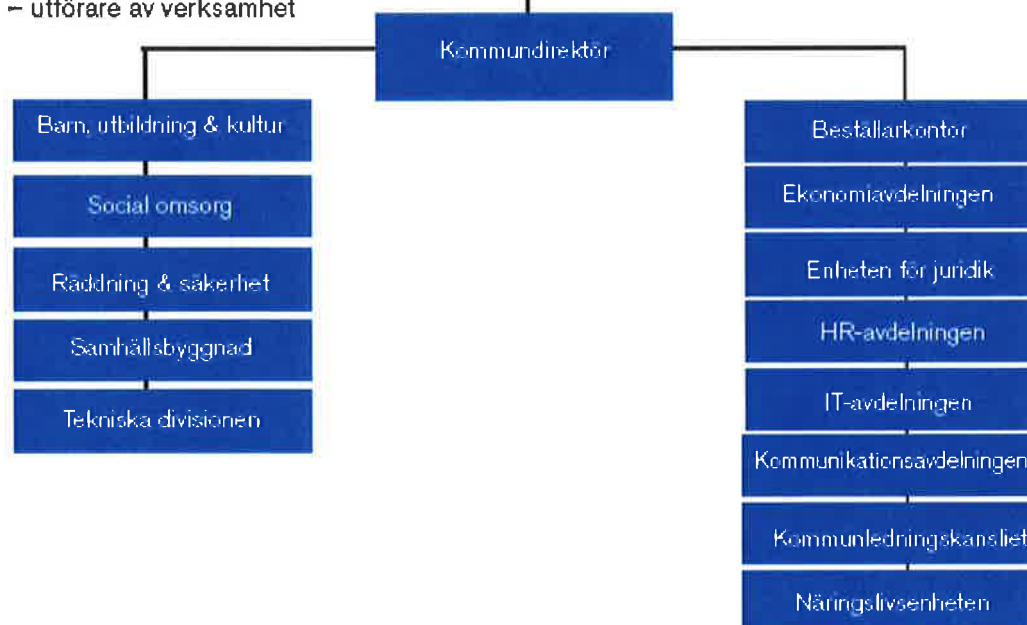 – utförare av verksamhet
Kommundirektör
Barn, utbildning & kultur
Social omsorg
Räddning & säkerhet
Samhällsbyggnad
Tekniska divisionen
Beställarkontor
Ekonomiavdelningen
Enheten för juridik
HR-avdelningen
IT-avdelningen
Kommunikationsavdelningen
Kommunledningskansliet
Näringslivsenheten